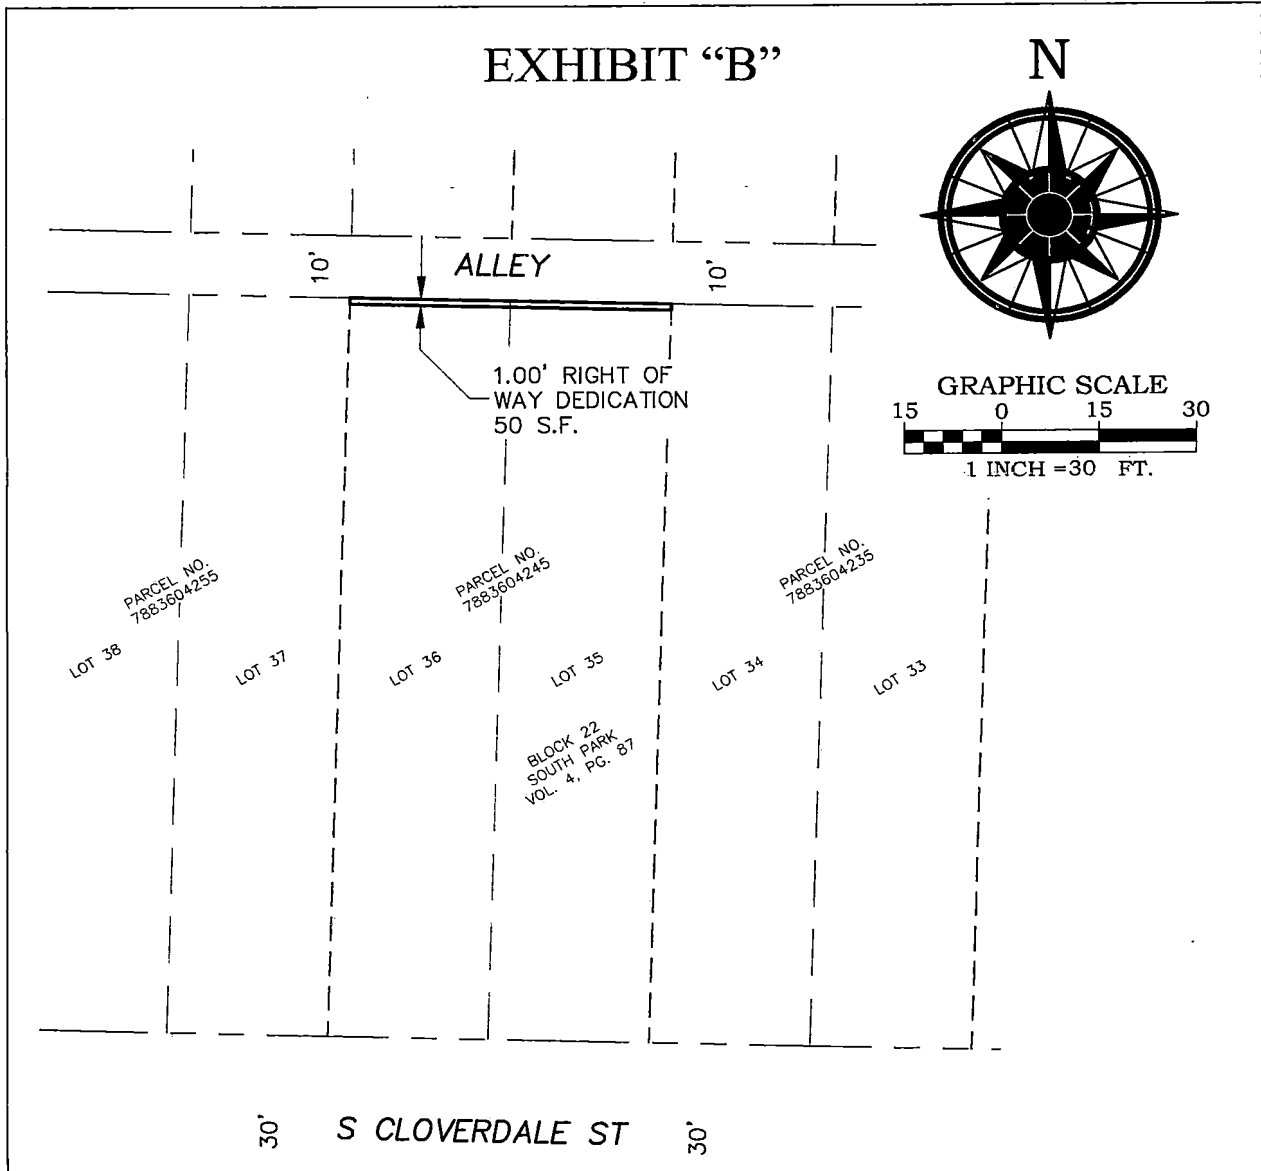 EXHIBIT “B”
N
10'
ALLEY
10'
1.00' RIGHT OF
WAY DEDICATION
50 S.F.
GRAPHIC SCALE
15 0 15 30
1 INCH =30 FT.
PARCEL NO.
7883604255
PARCEL NO.
7883604245
PARCEL NO.
7883604235
LOT 38
LOT 37
LOT 36
LOT 35
LOT 34
LOT 33
BLOCK 22
SOUTH PARK
VOL. 4, PG. 87
30'
S CLOVERDALE ST
30'